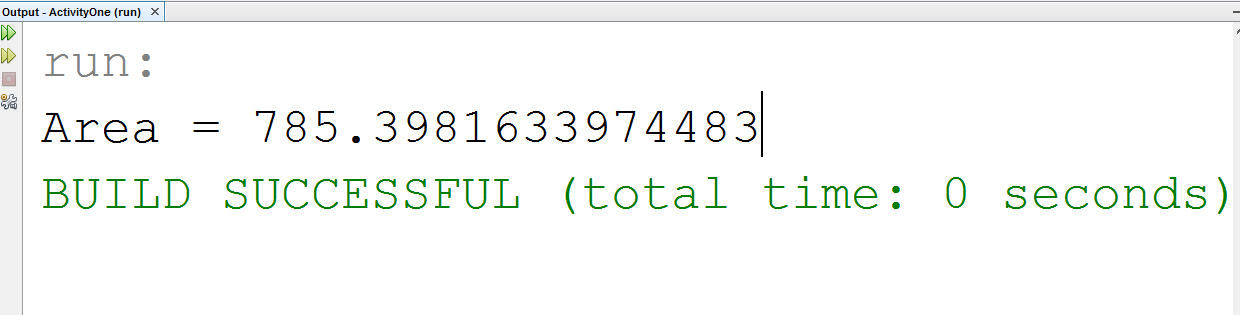 Output - ActivityOne (run)
run:
Area = 785.3981633974483
BUILD SUCCESSFUL (total time: 0 seconds)